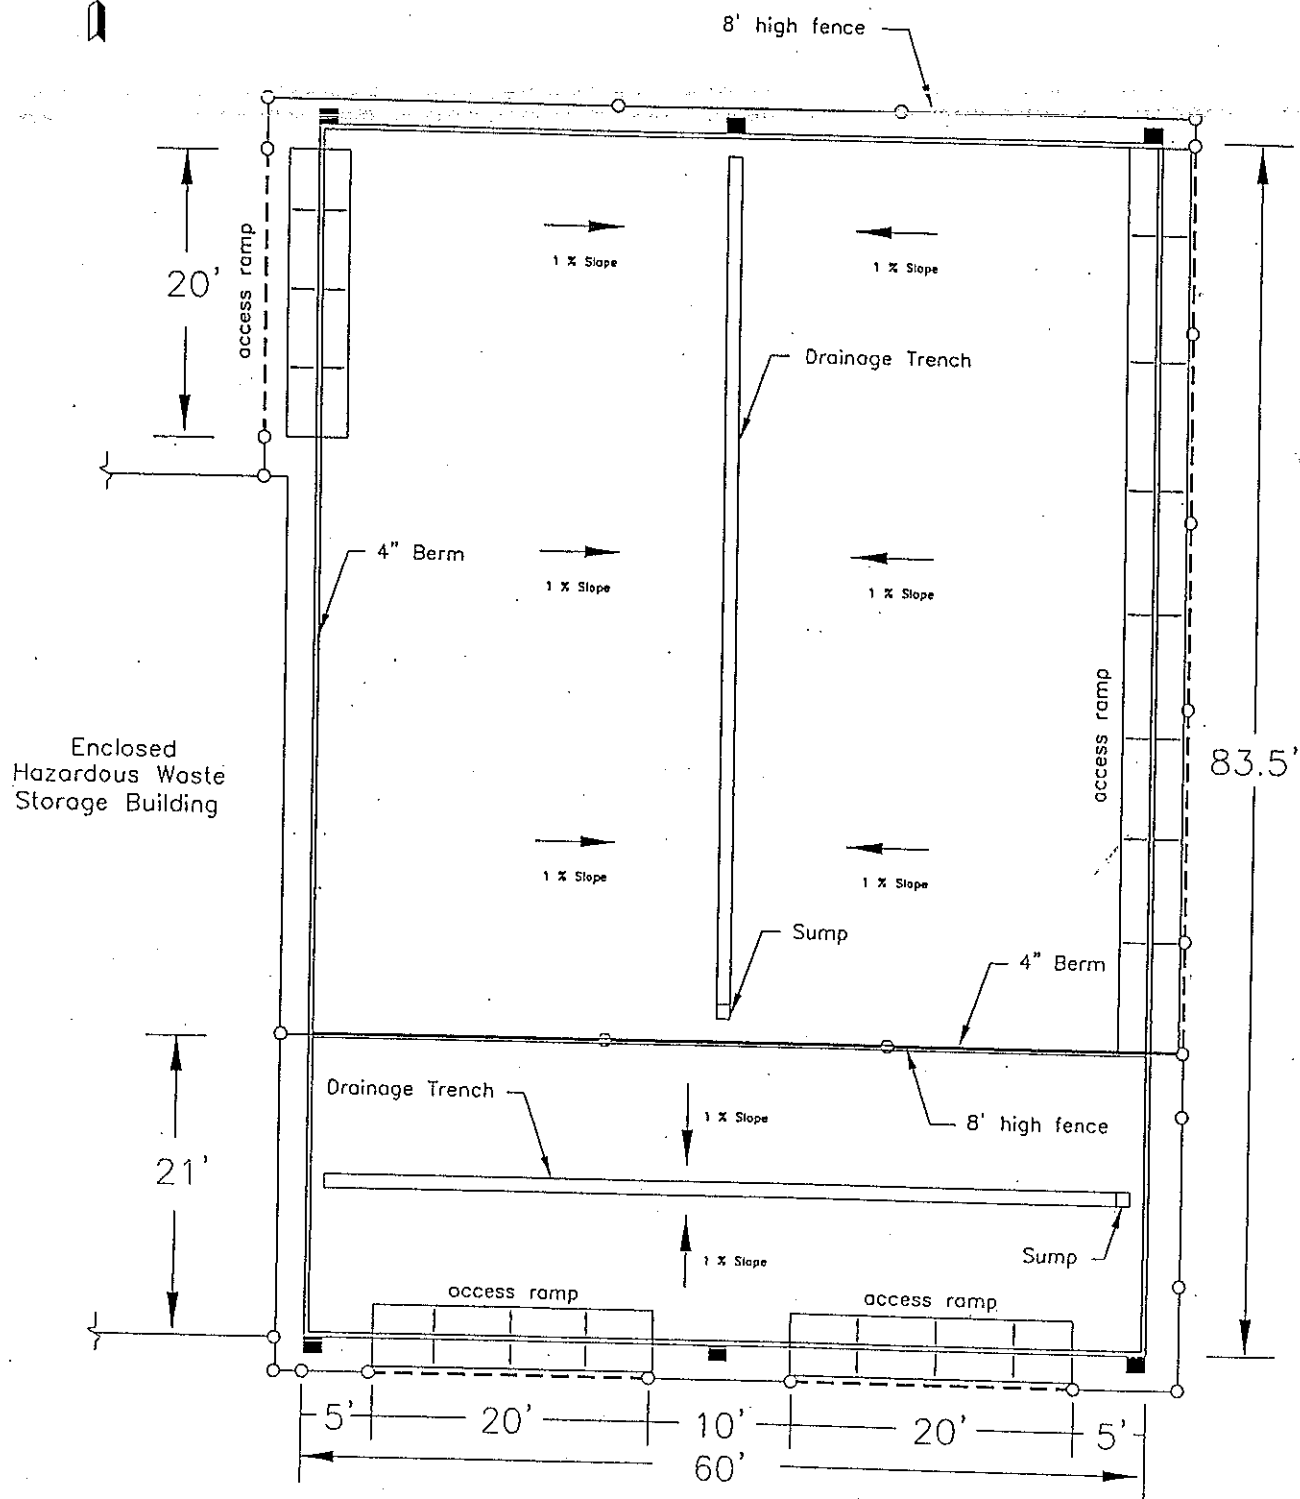 8' high fence
20'
access ramp
1 % Slope
1 % Slope
Drainage Trench
4" Berm
1 % Slope
1 % Slope
access ramp
Enclosed
Hazardous Waste
Storage Building
83.5'
1 % Slope
1 % Slope
Sump
4" Berm
Drainage Trench
1 % Slope
8' high fence
21'
1 % Slope
Sump
access ramp
access ramp
5'
20'
10'
20'
5'
60'